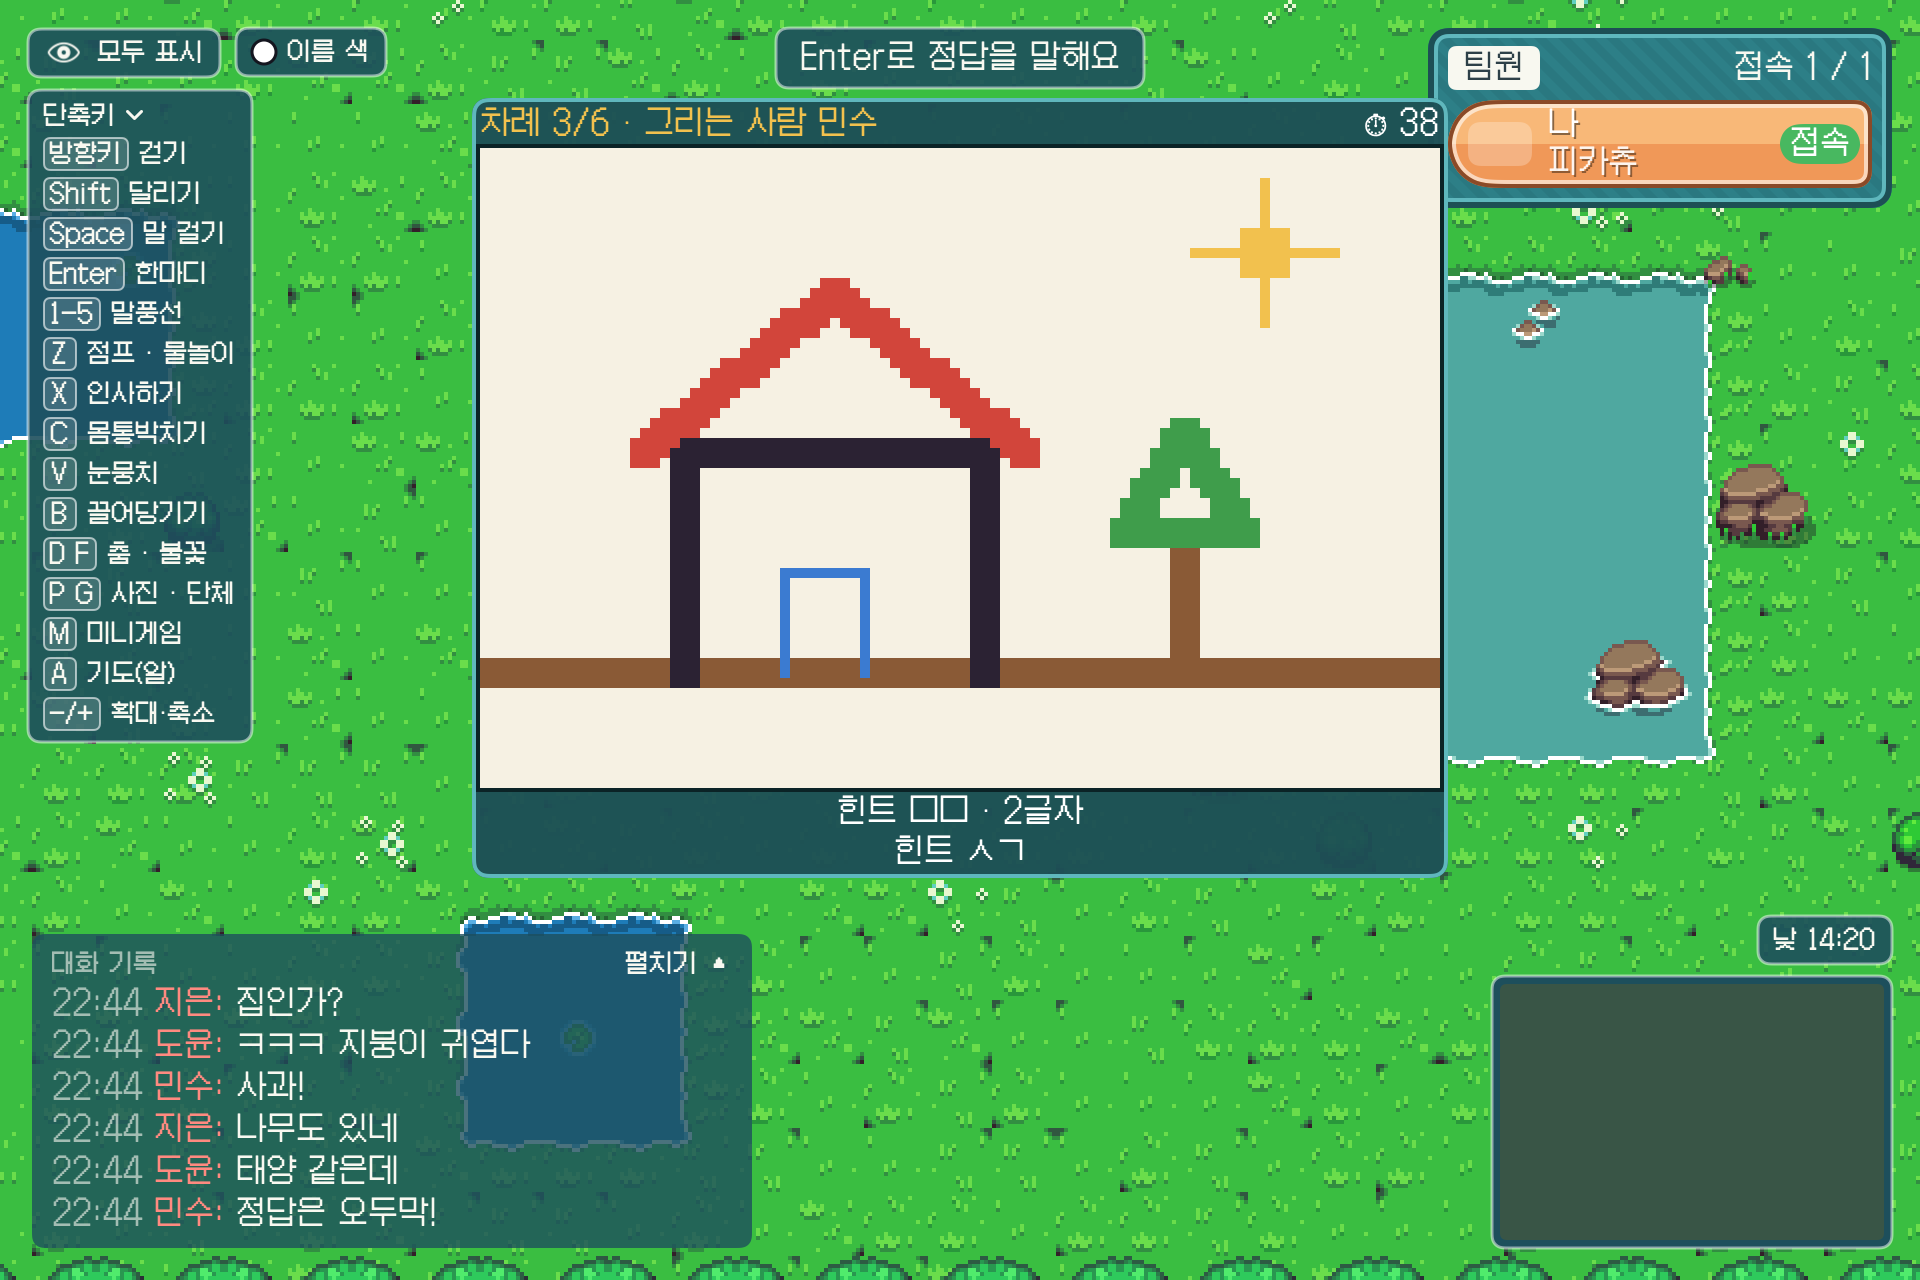 모두 표시
이름 색
Enter로 정답을 말해요
팀원
접속 1 / 1
나
피카츄
접속
단축키
방향키 걷기
Shift 달리기
Space 말 걸기
Enter 한마디
1-5 말풍선
Z 점프 · 물놀이
X 인사하기
C 몸통박치기
V 눈뭉치
B 끌어당기기
D F 춤 · 불꽃
P G 사진 · 단체
M 미니게임
A 기도(알)
-/+ 확대·축소
차례 3/6 · 그리는 사람 민수
38
힌트 □□ · 2글자
힌트 ㅅㄱ
대화 기록
펼치기 ▲
22:44 지은: 집인가?
22:44 도윤: ㅋㅋㅋ 지붕이 귀엽다
22:44 민수: 사과!
22:44 지은: 나무도 있네
22:44 도윤: 태양 같은데
22:44 민수: 정답은 오두막!
낮 14:20